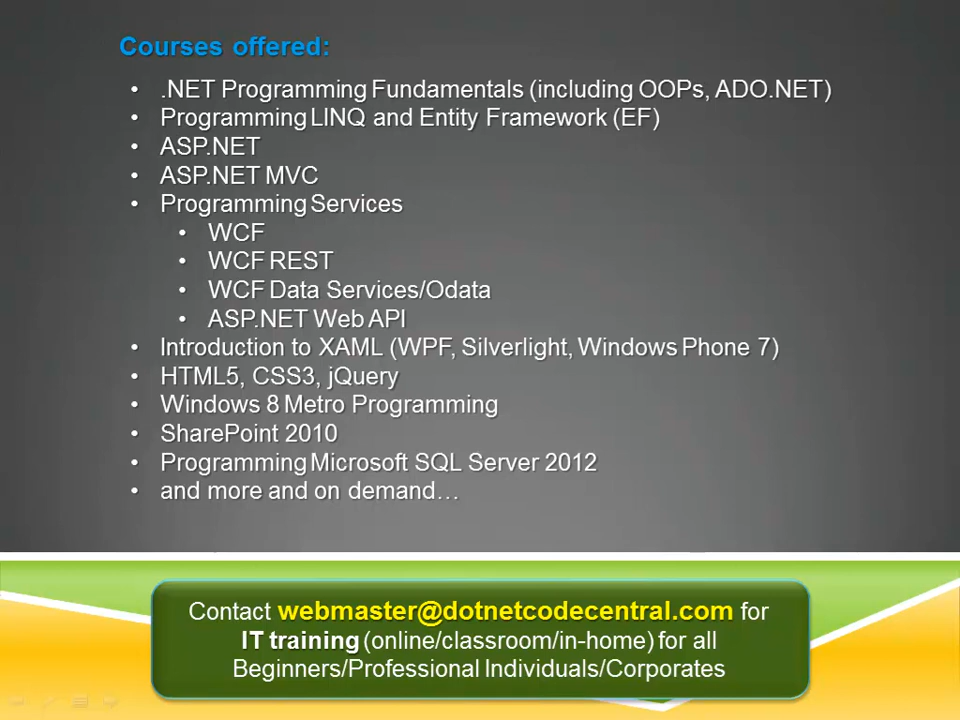 Courses offered:
• .NET Programming Fundamentals (including OOPs, ADO.NET)
• Programming LINQ and Entity Framework (EF)
• ASP.NET
• ASP.NET MVC
• Programming Services
• WCF
• WCF REST
• WCF Data Services/Odata
• ASP.NET Web API
• Introduction to XAML (WPF, Silverlight, Windows Phone 7)
• HTML5, CSS3, jQuery
• Windows 8 Metro Programming
• SharePoint 2010
• Programming Microsoft SQL Server 2012
• and more and on demand…
Contact webmaster@dotnetcodecentral.com for
IT training (online/classroom/in-home) for all
Beginners/Professional Individuals/Corporates